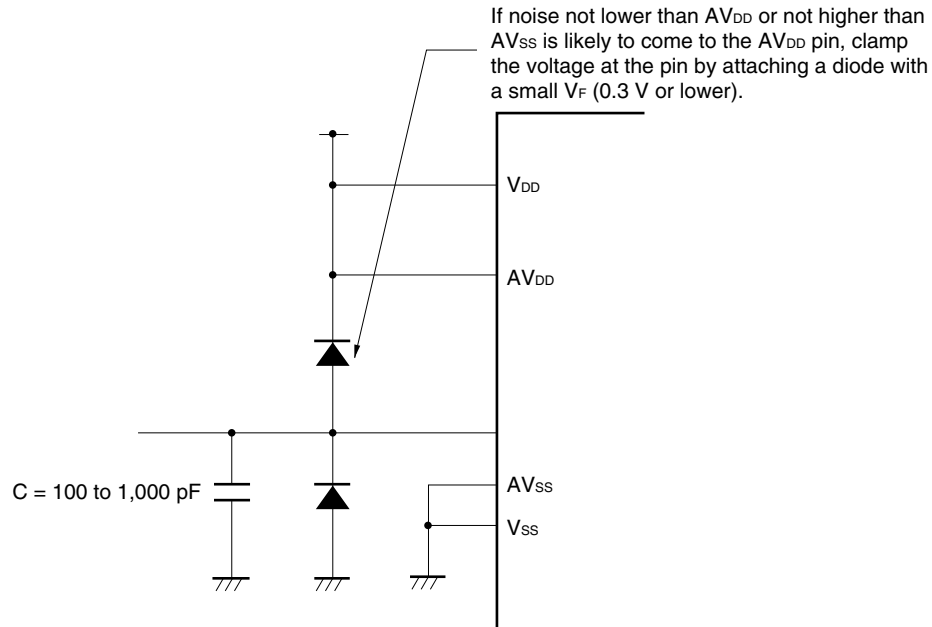 If noise not lower than AVDD or not higher than
AVSS is likely to come to the AVDD pin, clamp
the voltage at the pin by attaching a diode with
a small VF (0.3 V or lower).
VDD
AVDD
C = 100 to 1,000 pF
AVSS
VSS